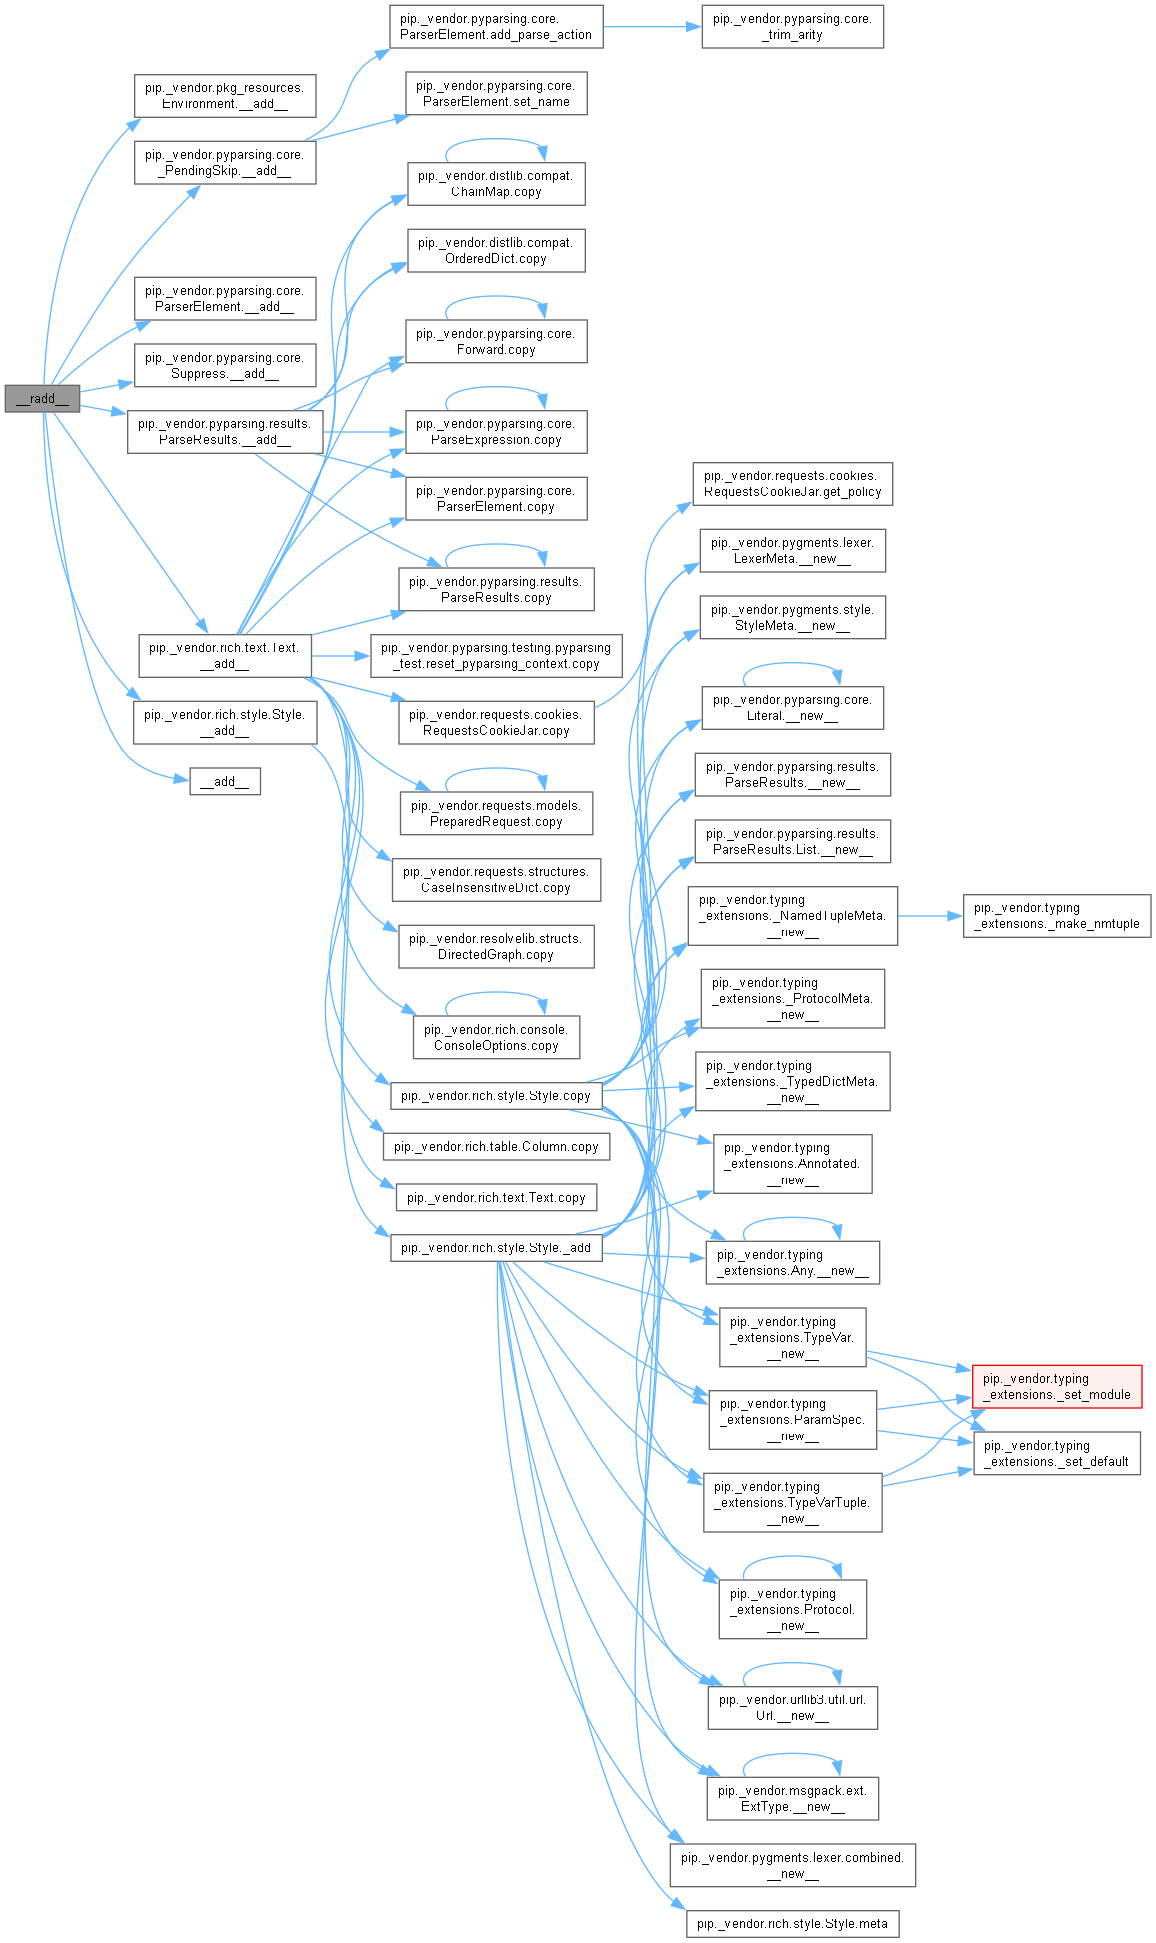 __radd__
pip._vendor.pkg_resources.
Environment.__add__
pip._vendor.pyparsing.core.
_PendingSkip.__add__
pip._vendor.pyparsing.core.
ParserElement.__add__
pip._vendor.pyparsing.core.
Suppress.__add__
pip._vendor.pyparsing.results.
ParseResults.__add__
pip._vendor.rich.text.Text.
__add__
pip._vendor.rich.style.Style.
__add__
__add__
pip._vendor.pyparsing.core.
ParserElement.add_parse_action
pip._vendor.pyparsing.core.
ParserElement.set_name
pip._vendor.distlib.compat.
ChainMap.copy
pip._vendor.distlib.compat.
OrderedDict.copy
pip._vendor.pyparsing.core.
Forward.copy
pip._vendor.pyparsing.core.
ParseExpression.copy
pip._vendor.pyparsing.core.
ParserElement.copy
pip._vendor.pyparsing.results.
ParseResults.copy
pip._vendor.pyparsing.testing.pyparsing
_test.reset_pyparsing_context.copy
pip._vendor.requests.cookies.
RequestsCookieJar.copy
pip._vendor.requests.models.
PreparedRequest.copy
pip._vendor.requests.structures.
CaseInsensitiveDict.copy
pip._vendor.resolvelib.structs.
DirectedGraph.copy
pip._vendor.rich.console.
ConsoleOptions.copy
pip._vendor.rich.style.Style.copy
pip._vendor.rich.table.Column.copy
pip._vendor.rich.text.Text.copy
pip._vendor.rich.style.Style._add
pip._vendor.pyparsing.core.
_trim_arity
pip._vendor.requests.cookies.
RequestsCookieJar.get_policy
pip._vendor.pygments.lexer.
LexerMeta.__new__
pip._vendor.pygments.style.
StyleMeta.__new__
pip._vendor.pyparsing.core.
Literal.__new__
pip._vendor.pyparsing.results.
ParseResults.__new__
pip._vendor.pyparsing.results.
ParseResults.List.__new__
pip._vendor.typing
_extensions._NamedTupleMeta.
__new__
pip._vendor.typing
_extensions._ProtocolMeta.
__new__
pip._vendor.typing
_extensions._TypedDictMeta.
__new__
pip._vendor.typing
_extensions.Annotated.
__new__
pip._vendor.typing
_extensions.Any.__new__
pip._vendor.typing
_extensions.TypeVar.
__new__
pip._vendor.typing
_extensions.ParamSpec.
__new__
pip._vendor.typing
_extensions.TypeVarTuple.
__new__
pip._vendor.typing
_extensions.Protocol.
__new__
pip._vendor.urllib3.util.url.
Url.__new__
pip._vendor.msgpack.ext.
ExtType.__new__
pip._vendor.pygments.lexer.combined.
__new__
pip._vendor.rich.style.Style.meta
pip._vendor.typing
_extensions._make_nmtuple
pip._vendor.typing
_extensions._set_module
pip._vendor.typing
_extensions._set_default